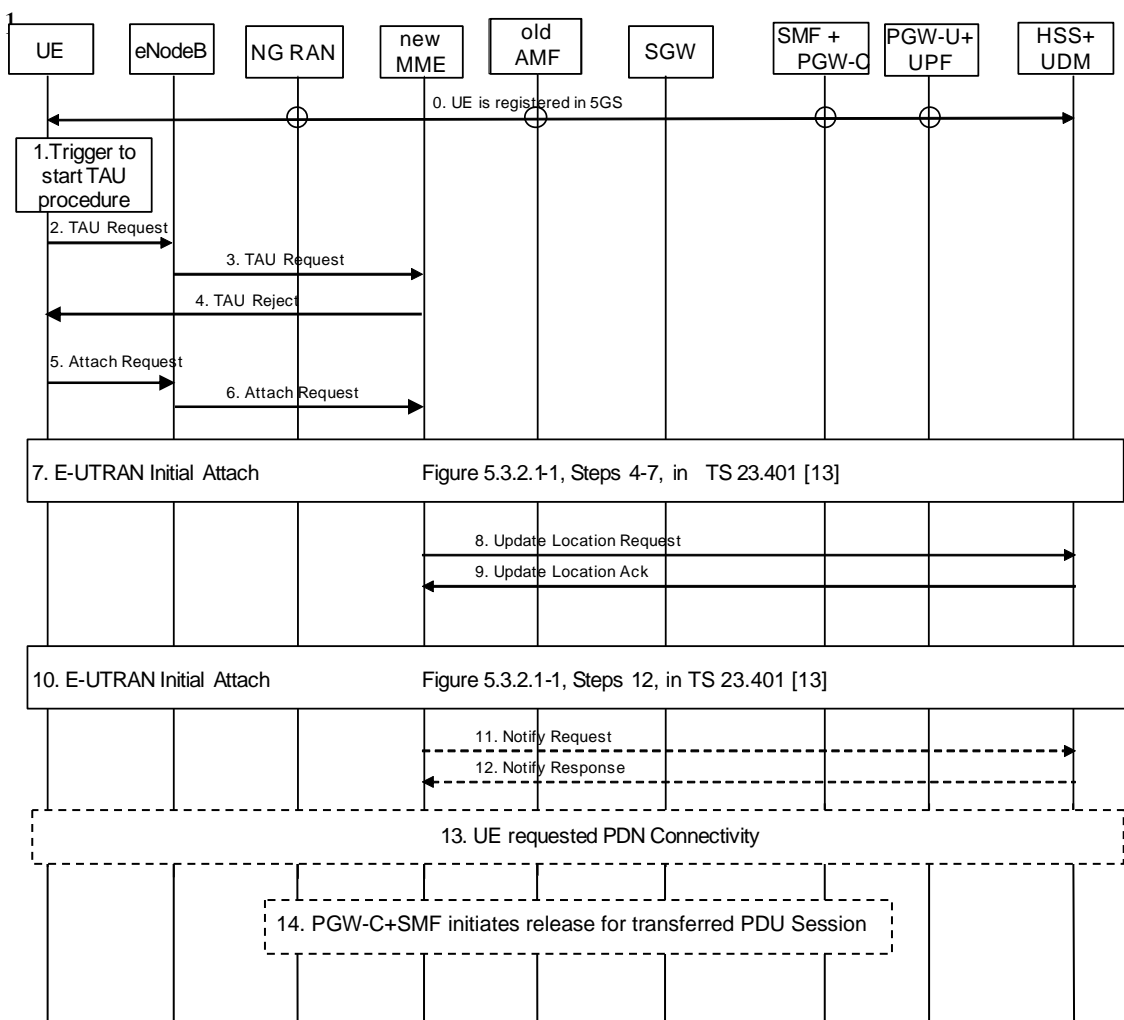 1
UE
eNodeB
NG RAN
new
MME
old
AMF
SGW
SMF +
PGW-C
PGW-U+
UPF
HSS+
UDM
0. UE is registered in 5GS
1.Trigger to
start TAU
procedure
2. TAU Request
3. TAU Request
4. TAU Reject
5. Attach Request
6. Attach Request
7. E-UTRAN Initial Attach Figure 5.3.2.1-1, Steps 4-7, in TS 23.401 [13]
8. Update Location Request
9. Update Location Ack
10. E-UTRAN Initial Attach Figure 5.3.2.1-1, Steps 12, in TS 23.401 [13]
11. Notify Request
12. Notify Response
13. UE requested PDN Connectivity
14. PGW-C+SMF initiates release for transferred PDU Session